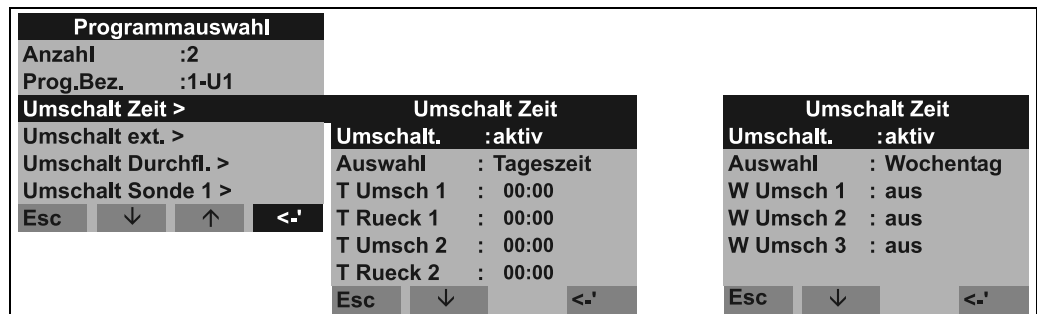 Programmauswahl
Anzahl :2
Prog.Bez. :1-U1
Umschalt Zeit >
Umschalt ext. >
Umschalt Durchfl. >
Umschalt Sonde 1 >
Esc ↓ ↑ <-'
Umschalt Zeit
Umschalt. :aktiv
Auswahl : Tageszeit
T Umsch 1 : 00:00
T Rueck 1 : 00:00
T Umsch 2 : 00:00
T Rueck 2 : 00:00
Esc ↓ <-'
Umschalt Zeit
Umschalt. :aktiv
Auswahl : Wochentag
W Umsch 1 : aus
W Umsch 2 : aus
W Umsch 3 : aus
Esc ↓ <-'